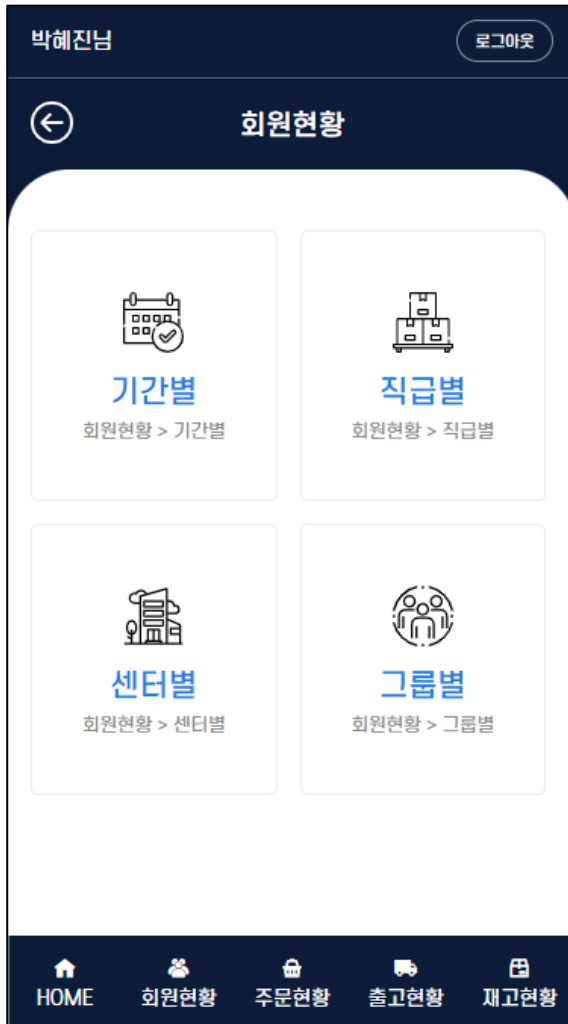 박혜진님
로그아웃
회원현황
기간별
회원현황 > 기간별
직급별
회원현황 > 직급별
센터별
회원현황 > 센터별
그룹별
회원현황 > 그룹별
HOME
회원현황
주문현황
출고현황
재고현황